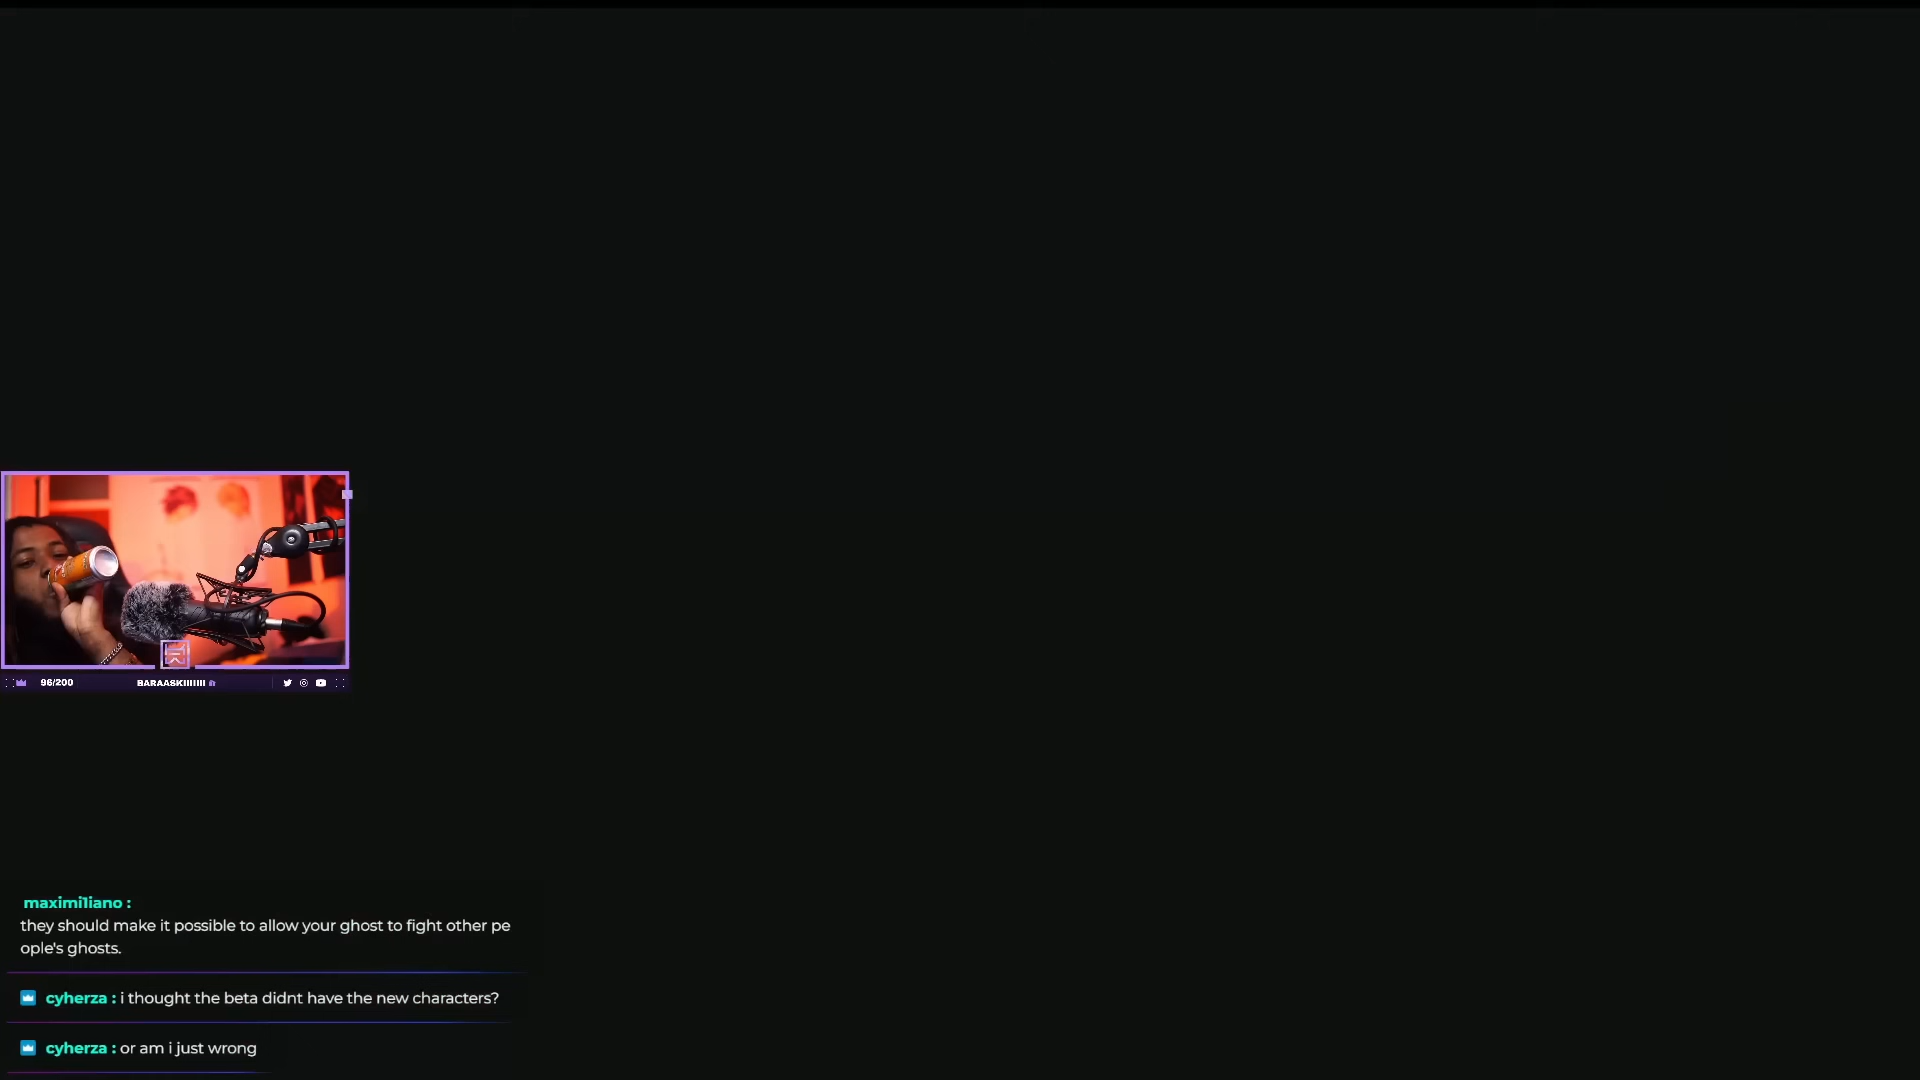 96/200 BARAASKIIIIIII
maximi1iano :
they should make it possible to allow your ghost to fight other pe
ople's ghosts.
cyherza : i thought the beta didnt have the new characters?
cyherza : or am i just wrong